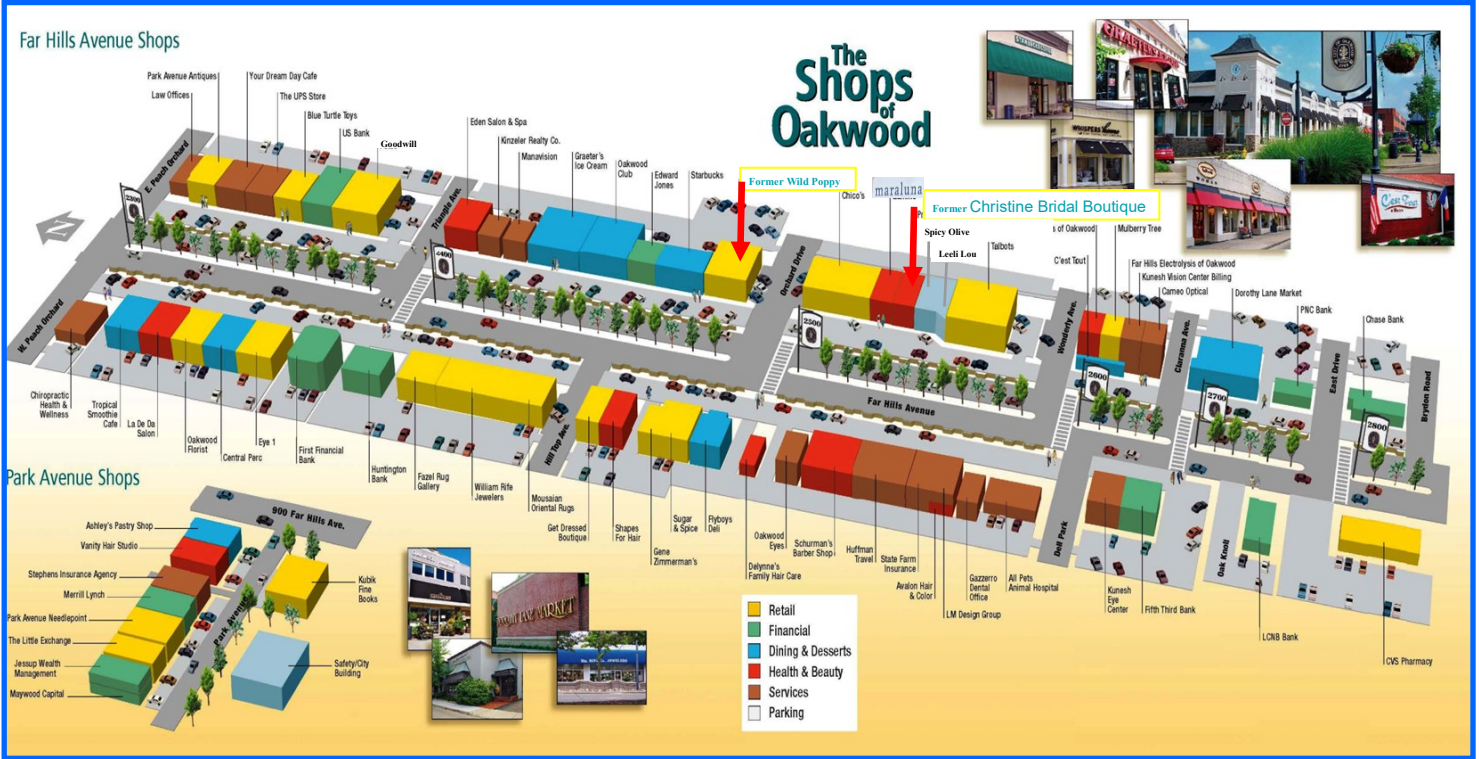 Far Hills Avenue Shops
The
Shops
of
Oakwood
Park Avenue Antiques
Law Offices
Your Dream Day Cafe
The UPS Store
Blue Turtle Toys
US Bank
Goodwill
Eden Salon & Spa
Kinzeler Realty Co.
Manavision
Graeter's
Ice Cream
Oakwood
Club
Edward
Jones
Starbucks
Former Wild Poppy
maraluna
Chico's
Former Christine Bridal Boutique
Spicy Olive
Leeli Lou
Talbots
s of Oakwood
C'est Tout
Mulberry Tree
Far Hills Electrolysis of Oakwood
Kunesh Vision Center Billing
Cameo Optical
Dorothy Lane Market
PNC Bank
Chase Bank
E. Peach Orchard
Triangle Ave.
Orchard Drive
Wonderly Ave.
Claranna Ave.
East Drive
Brydon Road
N
2300
2400
2500
2600
2700
2800
W. Peach Orchard
Far Hills Avenue
Hill Top Ave.
Dell Park
Oak Knoll
Chiropractic
Health &
Wellness
Tropical
Smoothie
Cafe
La De Da
Salon
Oakwood
Florist
Central Perc
Eye 1
First Financial
Bank
Huntington
Bank
Fazel Rug
Gallery
William Rife
Jewelers
Mousaian
Oriental Rugs
Get Dressed
Boutique
Shapes
For Hair
Gene
Zimmerman's
Sugar
& Spice
Flyboys
Deli
Delynne's
Family Hair Care
Oakwood
Eyes
Schurman's
Barber Shop
Huffman
Travel
State Farm
Insurance
Avalon Hair
& Color
LM Design Group
Gazzerro
Dental
Office
All Pets
Animal Hospital
Kunesh
Eye
Center
Fifth Third Bank
LCNB Bank
CVS Pharmacy
Park Avenue Shops
900 Far Hills Ave.
Park Avenue
Ashley's Pastry Shop
Vanity Hair Studio
Stephens Insurance Agency
Merrill Lynch
Park Avenue Needlepoint
The Little Exchange
Jessup Wealth
Management
Maywood Capital
Kubik
Fine
Books
Safety/City
Building
Retail
Financial
Dining & Desserts
Health & Beauty
Services
Parking